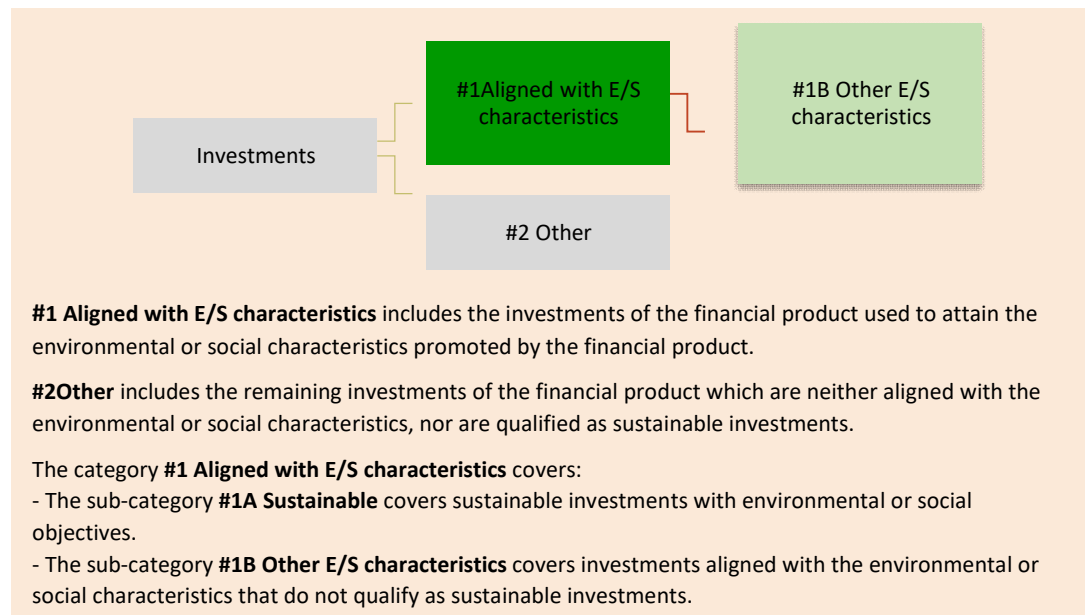 #1Aligned with E/S
characteristics
#1B Other E/S
characteristics
Investments
#2 Other
#1 Aligned with E/S characteristics includes the investments of the financial product used to attain the
environmental or social characteristics promoted by the financial product.
#2Other includes the remaining investments of the financial product which are neither aligned with the
environmental or social characteristics, nor are qualified as sustainable investments.
The category #1 Aligned with E/S characteristics covers:
- The sub-category #1A Sustainable covers sustainable investments with environmental or social
objectives.
- The sub-category #1B Other E/S characteristics covers investments aligned with the environmental or
social characteristics that do not qualify as sustainable investments.